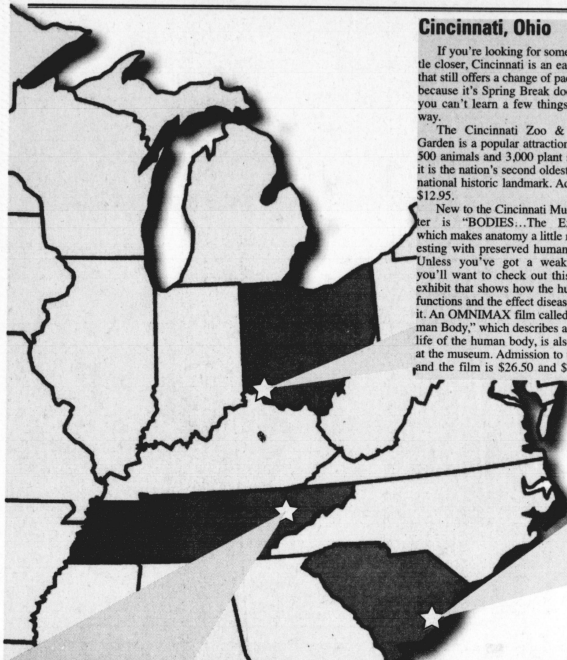 Cincinnati, Ohio
If you're looking for some
tle closer, Cincinnati is an ea
that still offers a change of pac
because it's Spring Break do
you can't learn a few things
way.
The Cincinnati Zoo &
Garden is a popular attraction
500 animals and 3,000 plant
it is the nation's second oldest
national historic landmark. Ad
$12.95.
New to the Cincinnati Mu
ter is "BODIES...The E
which makes anatomy a little
esting with preserved human
Unless you've got a weak
you'll want to check out this
exhibit that shows how the hu
functions and the effect diseas
it. An OMNIMAX film called
man Body," which describes a
life of the human body, is als
at the museum. Admission to
and the film is $26.50 and $